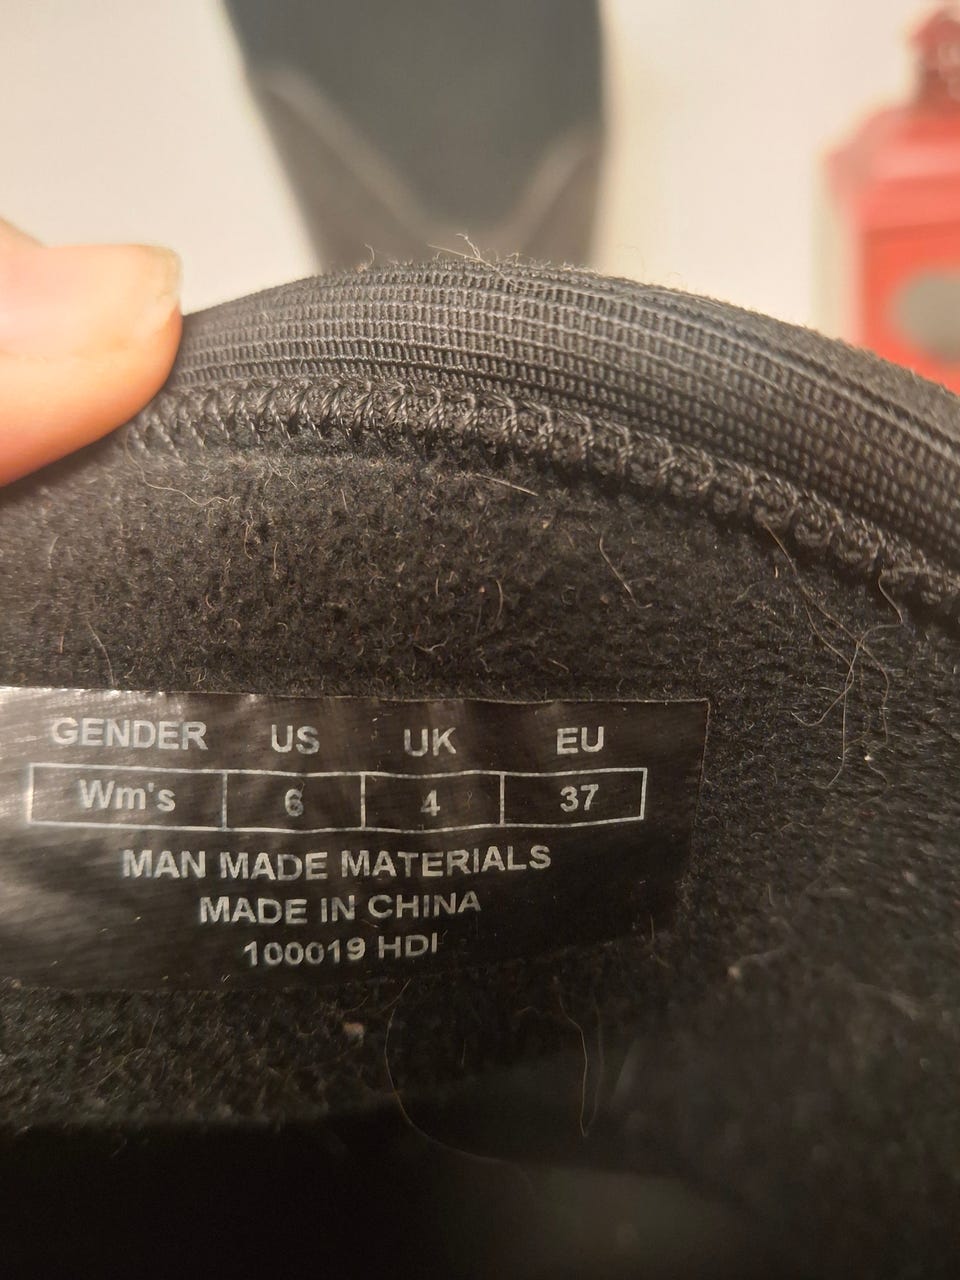 GENDER US UK EU
Wm's 6 4 37
MAN MADE MATERIALS
MADE IN CHINA
100019 HDI